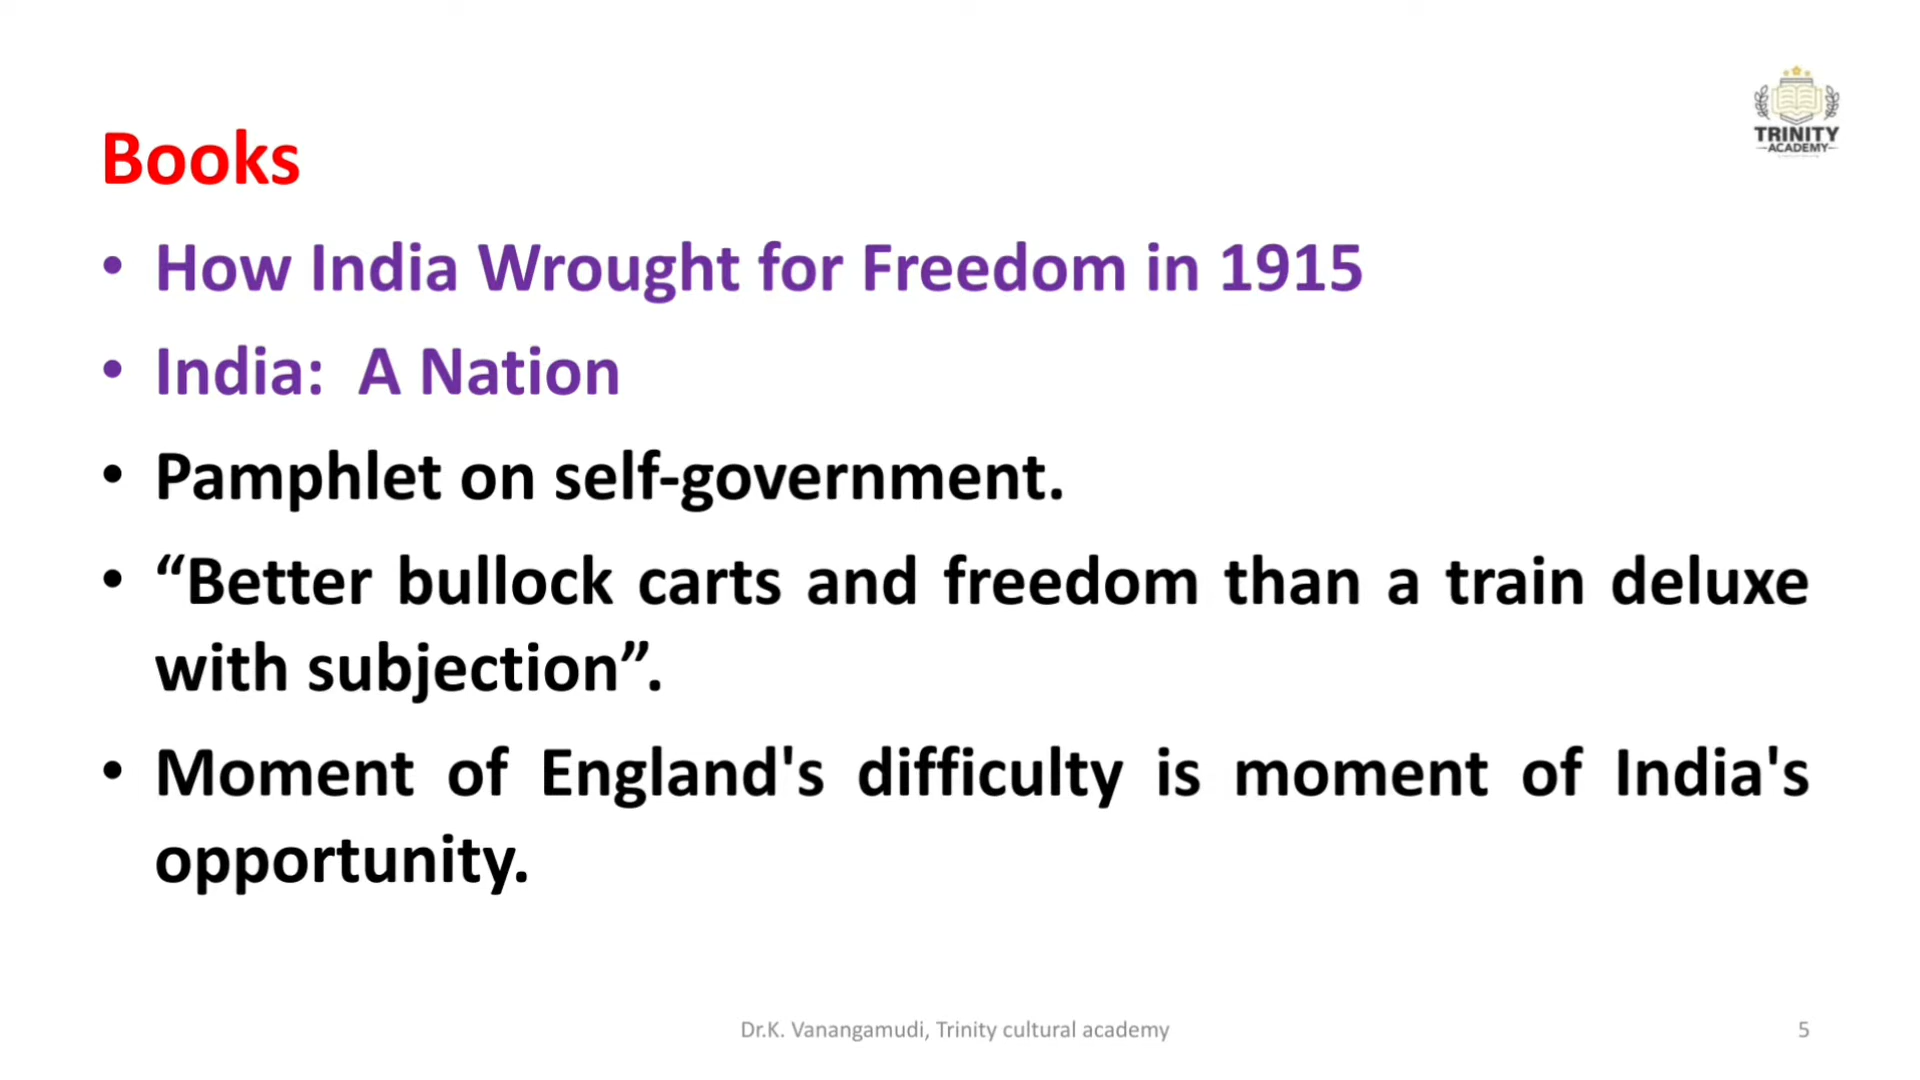 TRINITY
ACADEMY
Books
• How India Wrought for Freedom in 1915
• India:  A Nation
• Pamphlet on self-government.
• “Better bullock carts and freedom than a train deluxe
with subjection”.
• Moment of England's difficulty is moment of India's
opportunity.
Dr.K. Vanangamudi, Trinity cultural academy
5